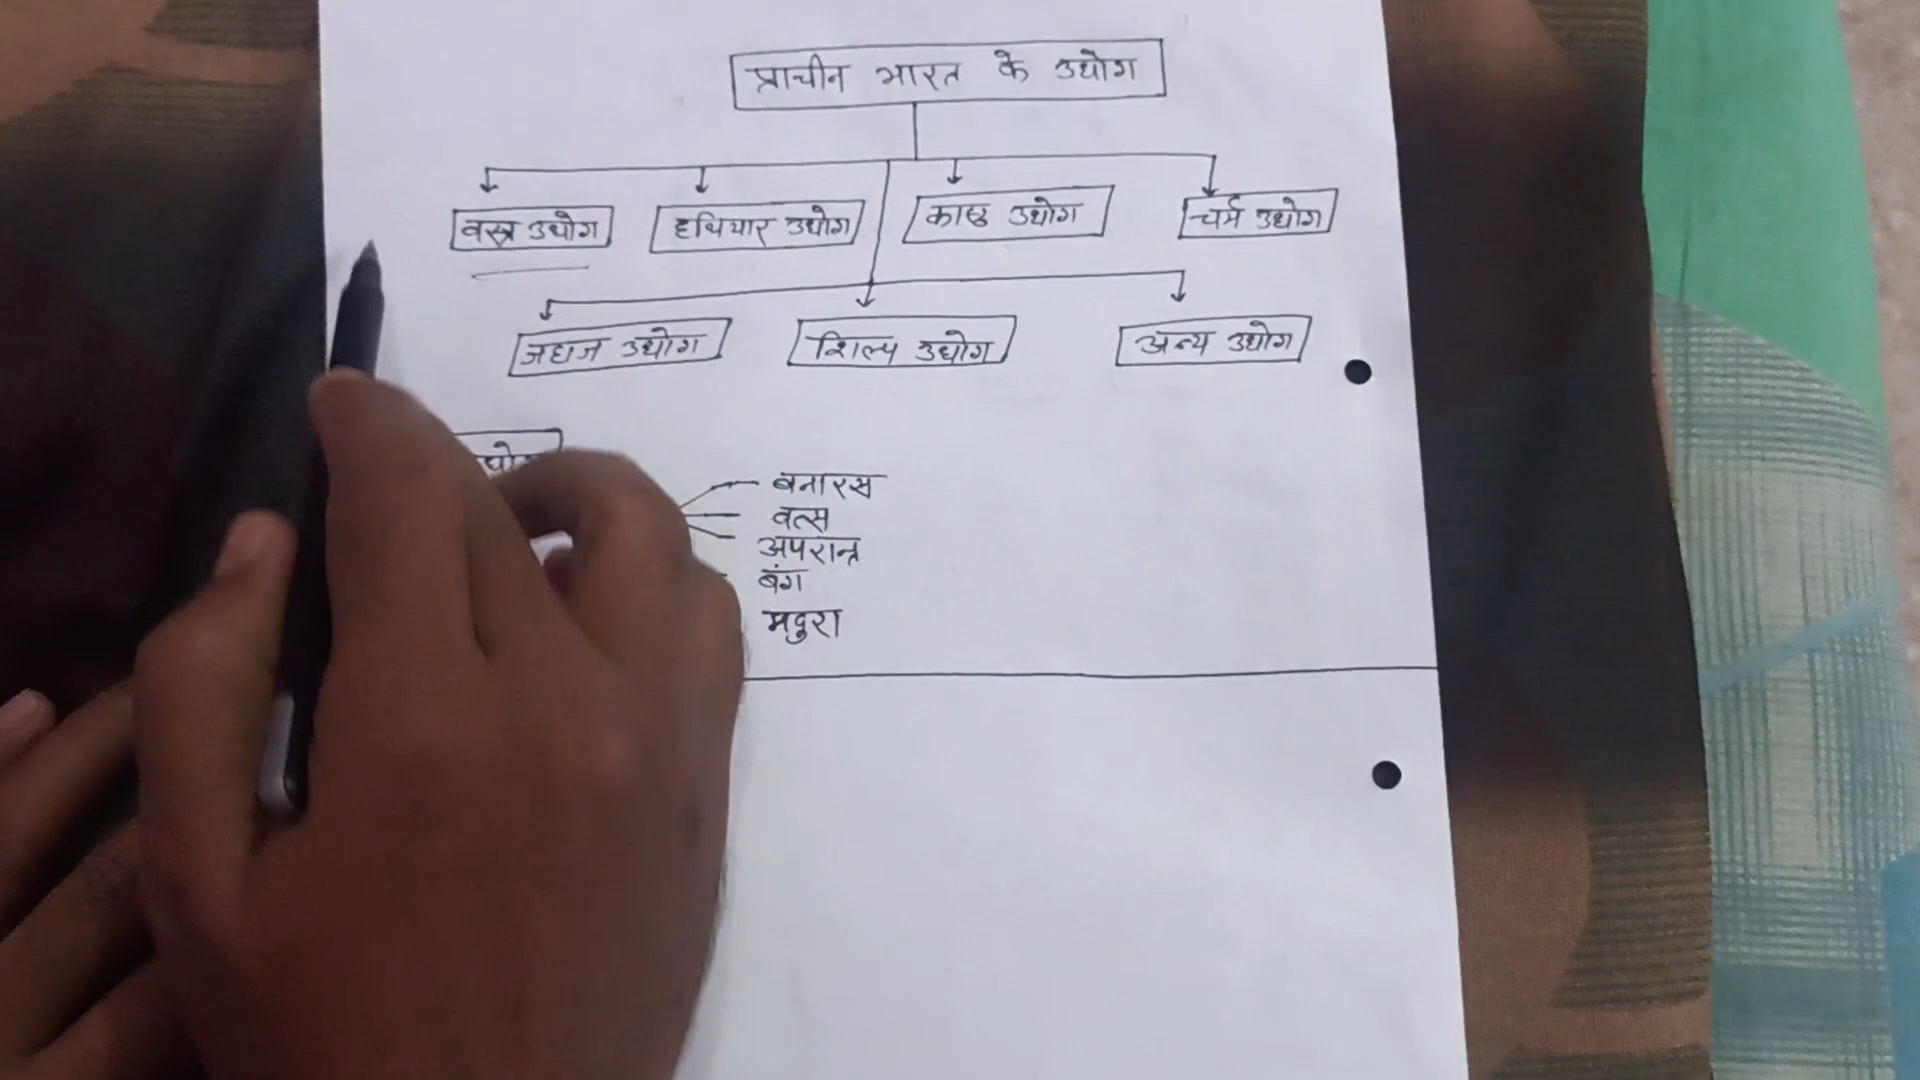 प्राचीन भारत के उद्योग
वस्त्र उद्योग हथियार उद्योग काष्ठ उद्योग चर्म उद्योग
जहाज उद्योग शिल्प उद्योग अन्य उद्योग
बनारस
वत्स
अपरान्त
बंग
मदुरा